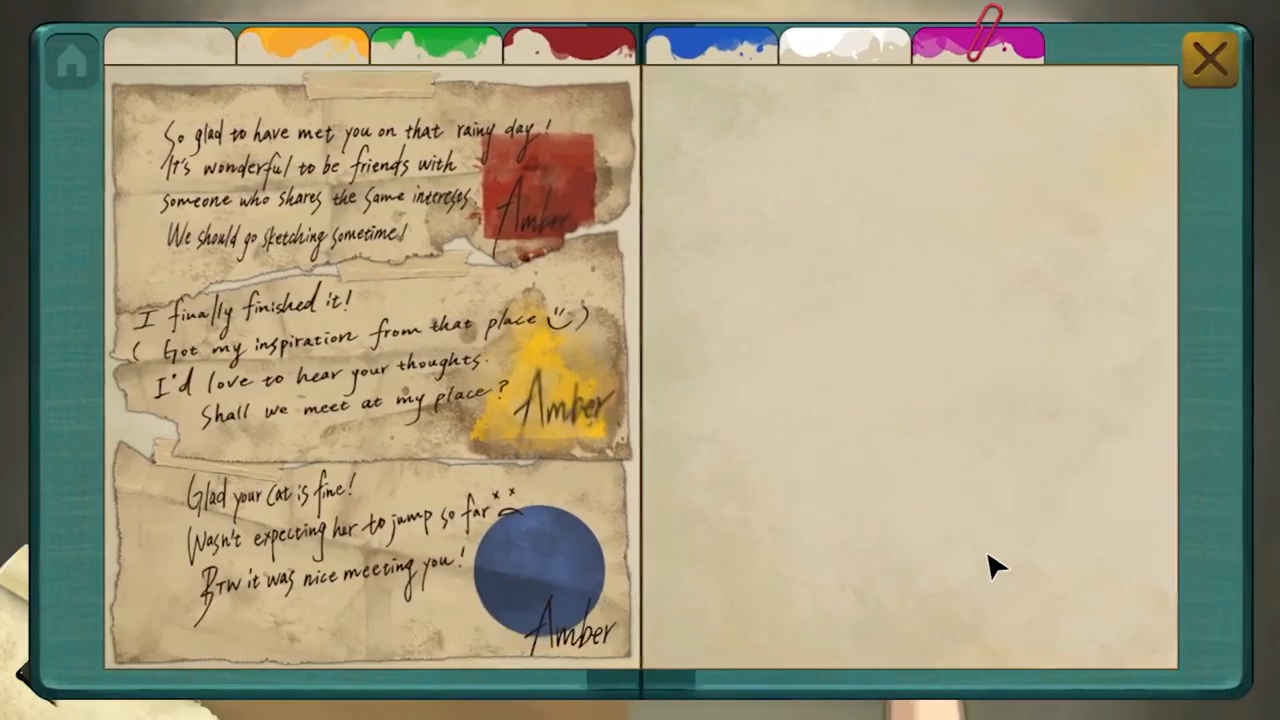 So glad to have met you on that rainy day!
It's wonderful to be friends with
someone who shares the same interests.
We should go sketching sometime!
Amber
I finally finished it!
( Got my inspiration from that place )
I'd love to hear your thoughts.
Shall we meet at my place?
Amber
Glad your cat is fine!
Wasn't expecting her to jump so far
BTW it was nice meeting you!
Amber